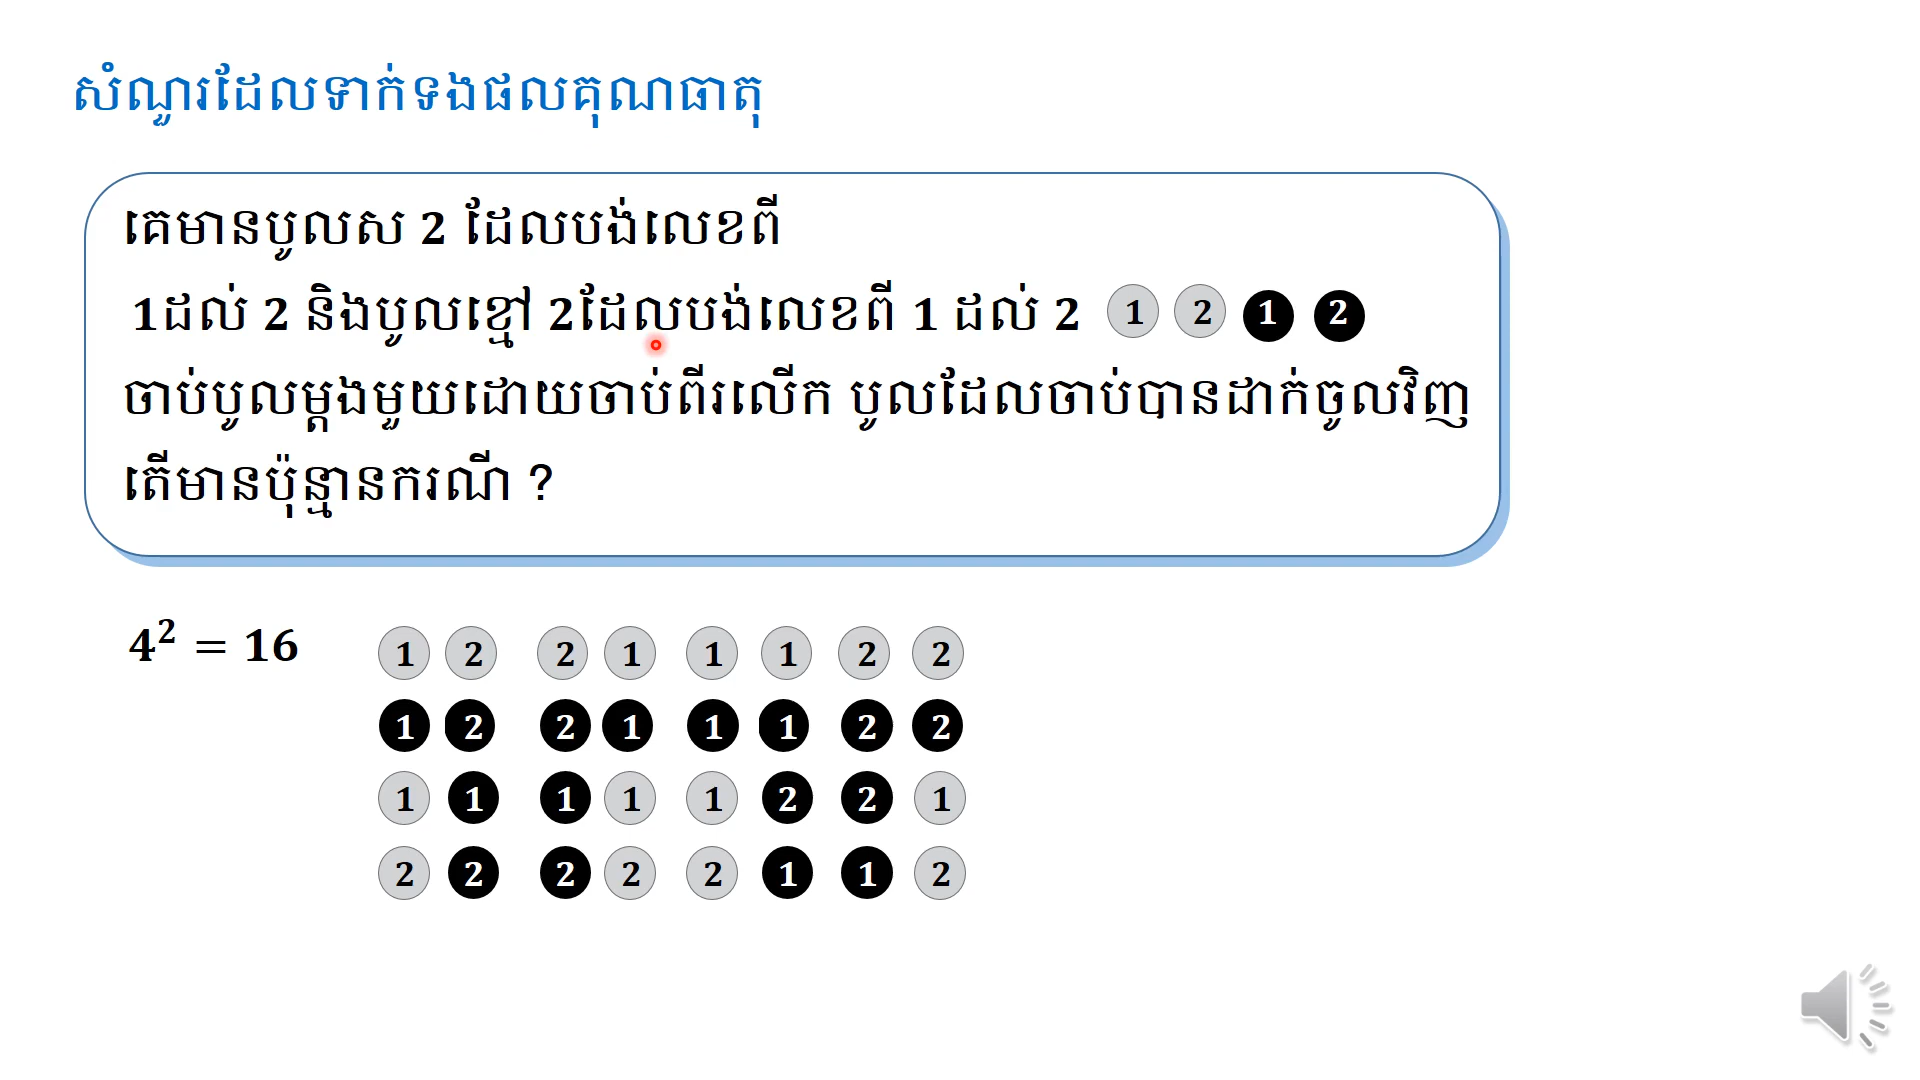 សំណួរដែលទាក់ទងផលគុណធាតុ
គេមានបូលស 2 ដែលបង់លេខពី
1ដល់ 2 និងបូលខ្មៅ 2ដែលបង់លេខពី 1 ដល់ 2 1 2 1 2
ចាប់បូលម្ដងមួយដោយចាប់ពីរលើក បូលដែលចាប់បានដាក់ចូលវិញ
តើមានប៉ុន្មានករណី ?
4² = 16 1 2 2 1 1 1 2 2
1 2 2 1 1 1 2 2
1 1 1 1 1 2 2 1
2 2 2 2 2 1 1 2